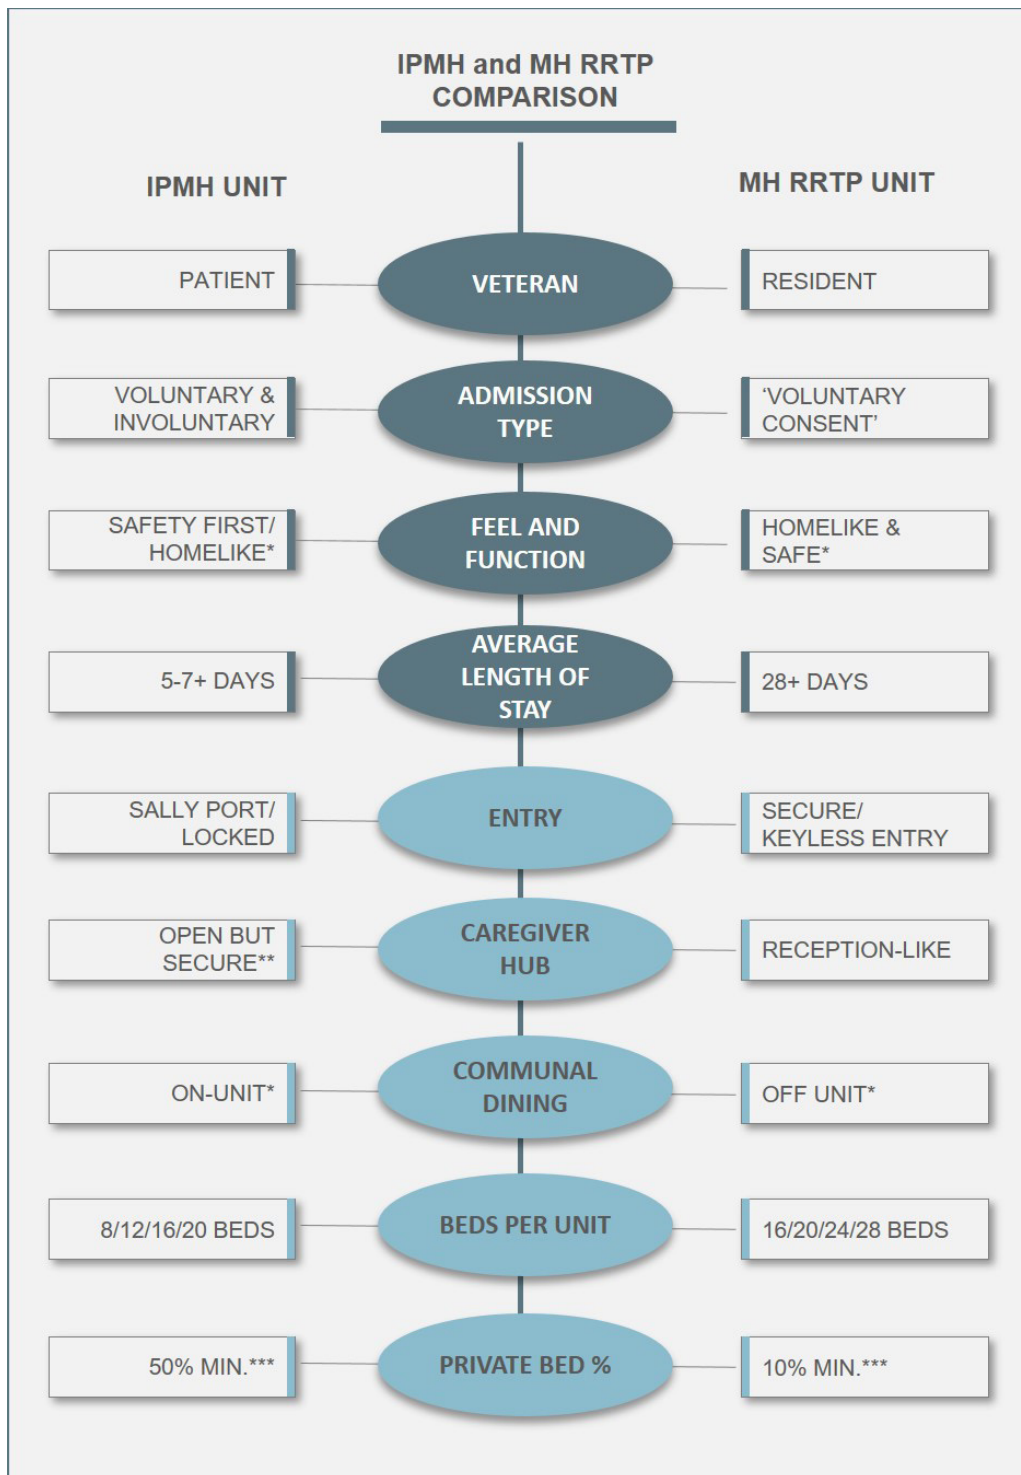 IPMH and MH RRTP
COMPARISON
IPMH UNIT
MH RRTP UNIT
PATIENT
VETERAN
RESIDENT
VOLUNTARY &
INVOLUNTARY
ADMISSION
TYPE
‘VOLUNTARY
CONSENT’
SAFETY FIRST/
HOMELIKE*
FEEL AND
FUNCTION
HOMELIKE &
SAFE*
5-7+ DAYS
AVERAGE
LENGTH OF
STAY
28+ DAYS
SALLY PORT/
LOCKED
ENTRY
SECURE/
KEYLESS ENTRY
OPEN BUT
SECURE**
CAREGIVER
HUB
RECEPTION-LIKE
ON-UNIT*
COMMUNAL
DINING
OFF UNIT*
8/12/16/20 BEDS
BEDS PER UNIT
16/20/24/28 BEDS
50% MIN.***
PRIVATE BED %
10% MIN.***